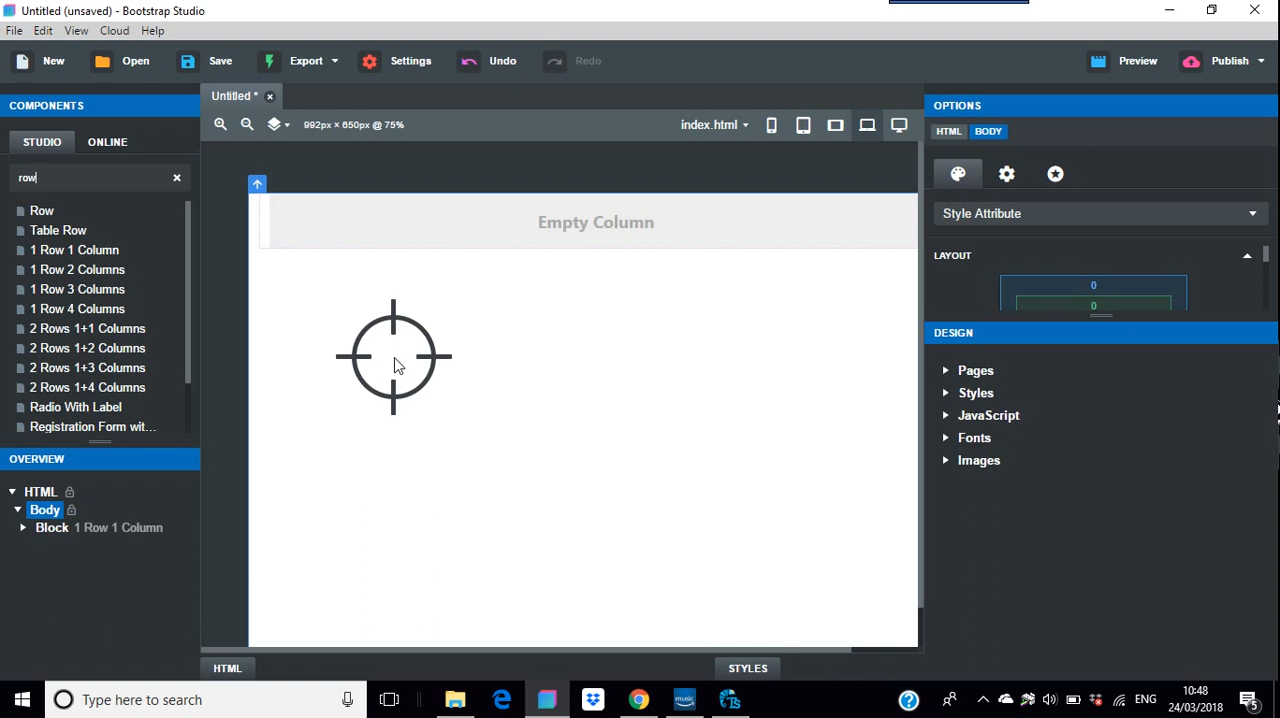 Untitled (unsaved) - Bootstrap Studio
File Edit View Cloud Help
New Open Save Export Settings Undo Redo Preview Publish
COMPONENTS
STUDIO ONLINE
row
Row
Table Row
1 Row 1 Column
1 Row 2 Columns
1 Row 3 Columns
1 Row 4 Columns
2 Rows 1+1 Columns
2 Rows 1+2 Columns
2 Rows 1+3 Columns
2 Rows 1+4 Columns
Radio With Label
Registration Form wit...
OVERVIEW
HTML
Body
Block 1 Row 1 Column
Untitled *
992px × 650px @ 75%
index.html
Empty Column
HTML
STYLES
OPTIONS
HTML BODY
Style Attribute
LAYOUT
0
0
DESIGN
Pages
Styles
JavaScript
Fonts
Images
Type here to search
music
Ts
ENG
10:48
24/03/2018
5